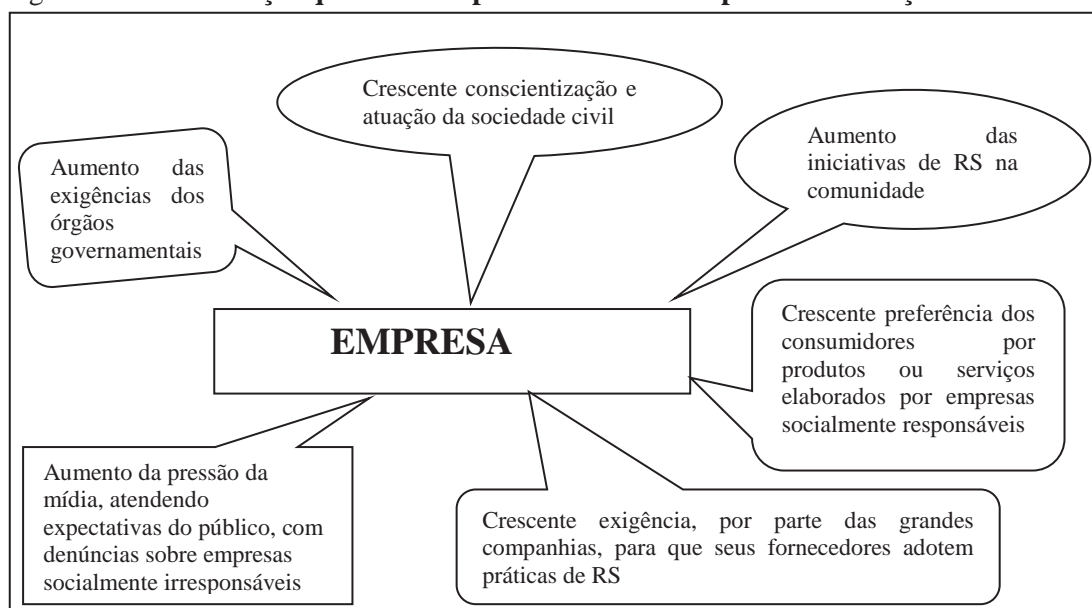 Crescente conscientização e
atuação da sociedade civil
Aumento das
iniciativas de RS na
comunidade
Aumento das
exigências dos
órgãos
governamentais
EMPRESA
Crescente preferência dos
consumidores por
produtos ou serviços
elaborados por empresas
socialmente responsáveis
Aumento da pressão da
mídia, atendendo
expectativas do público, com
denúncias sobre empresas
socialmente irresponsáveis
Crescente exigência, por parte das grandes
companhias, para que seus fornecedores adotem
práticas de RS